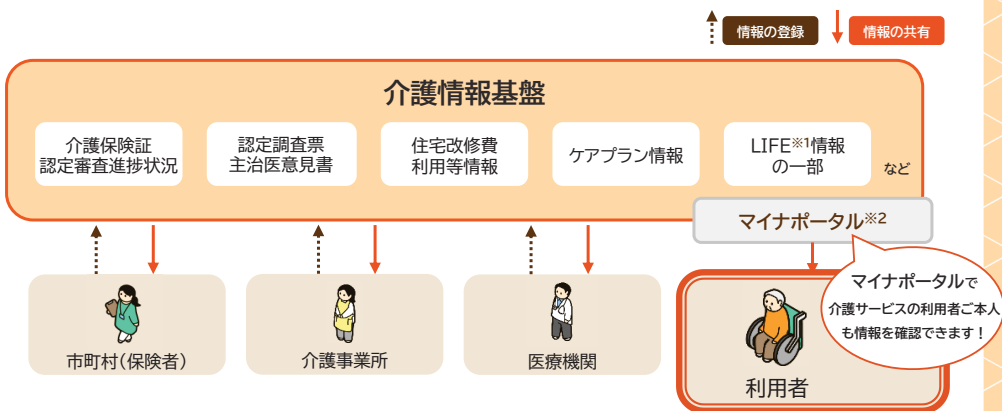 情報の登録
情報の共有
介護情報基盤
介護保険証
認定審査進捗状況
認定調査票
主治医意見書
住宅改修費
利用等情報
ケアプラン情報
LIFE※1情報
の一部
など
マイナポータル※2
マイナポータルで
介護サービスの利用者ご本人
も情報を確認できます！
市町村（保険者）
介護事業所
医療機関
利用者